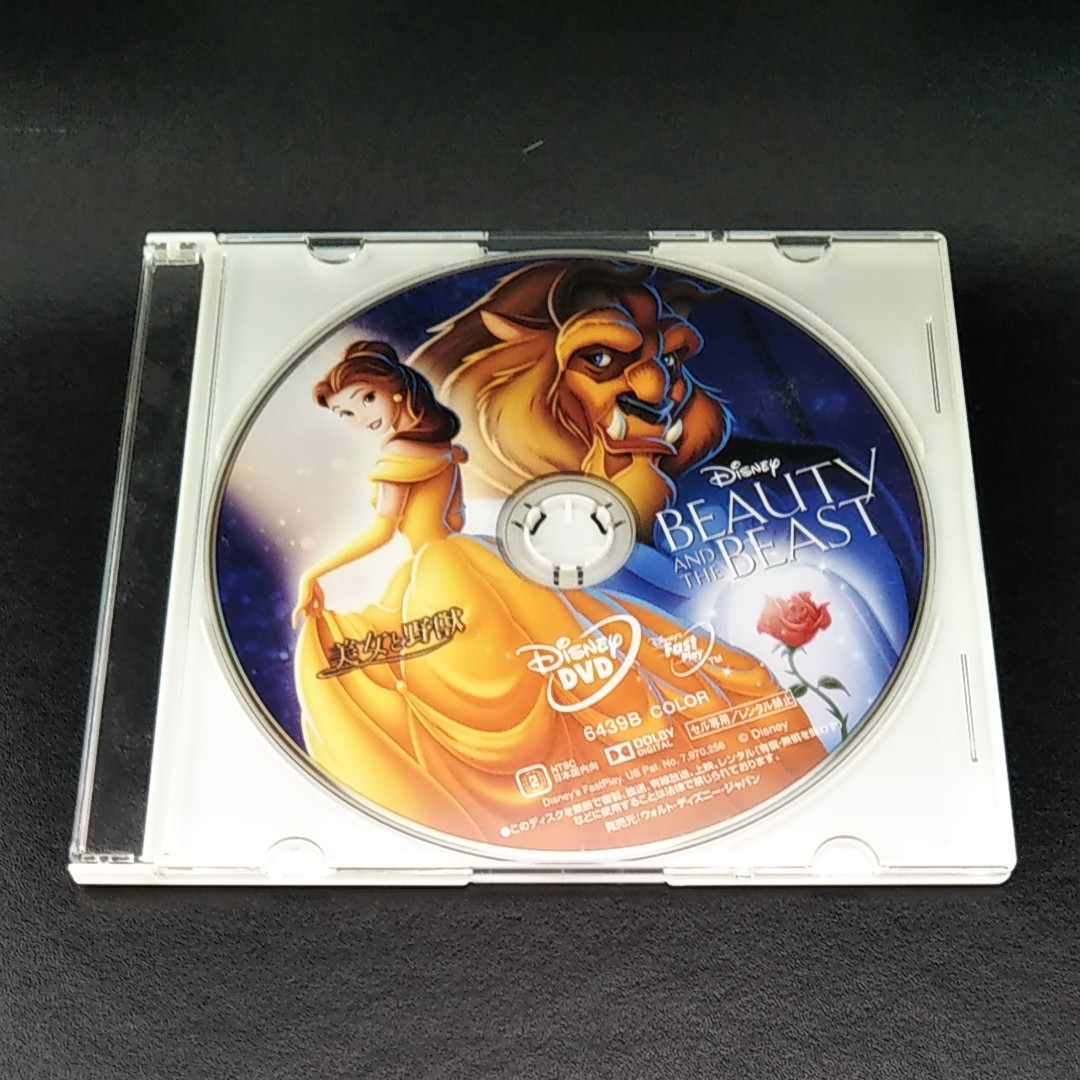 Disney
BEAUTY
AND THE BEAST
美女と野獣
Disney
DVD
Disney's
Fast
Play
TM
6439B COLOR
セル専用/レンタル禁止
DOLBY
DIGITAL
© Disney
2
NTSC
日本国内向
Disney's FastPlay, US Pat. No. 7,970,256
●このディスクを無断で複製、放送、有線放送、上映、レンタル(有償・無償を問わず)
などに使用することは法律で禁じられております。
発売元:ウォルト・ディズニー・ジャパン